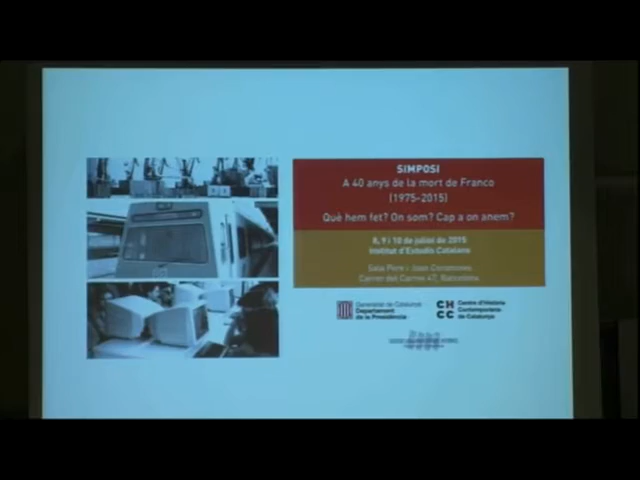 SIMPOSI
A 40 anys de la mort de Franco
(1975-2015)
Què hem fet? On som? Cap a on anem?
8, 9 i 10 de juliol de 2015
Institut d'Estudis Catalans
Sala Pere i Joan Coromines
Carrer del Carme 47, Barcelona
Generalitat de Catalunya
Departament
de la Presidència
CH
CC
Centre d'Història
Contemporània
de Catalunya